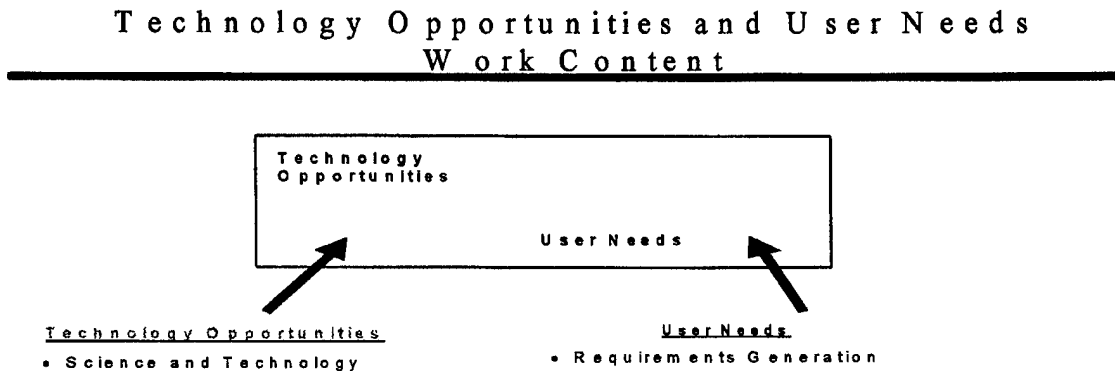 Technology Opportunities and User Needs
Work Content
Technology
Opportunities
User Needs
Technology Opportunities
• Science and Technology
User Needs
• Requirements Generation